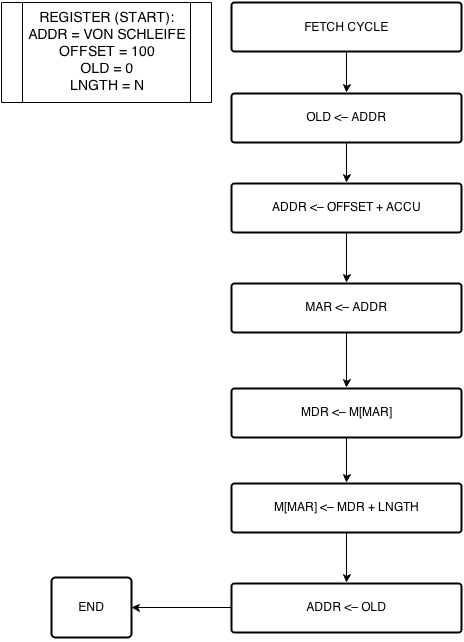 REGISTER (START):
ADDR = VON SCHLEIFE
OFFSET = 100
OLD = 0
LNGTH = N
FETCH CYCLE
OLD <– ADDR
ADDR <– OFFSET + ACCU
MAR <– ADDR
MDR <– M[MAR]
M[MAR] <– MDR + LNGTH
ADDR <– OLD
END